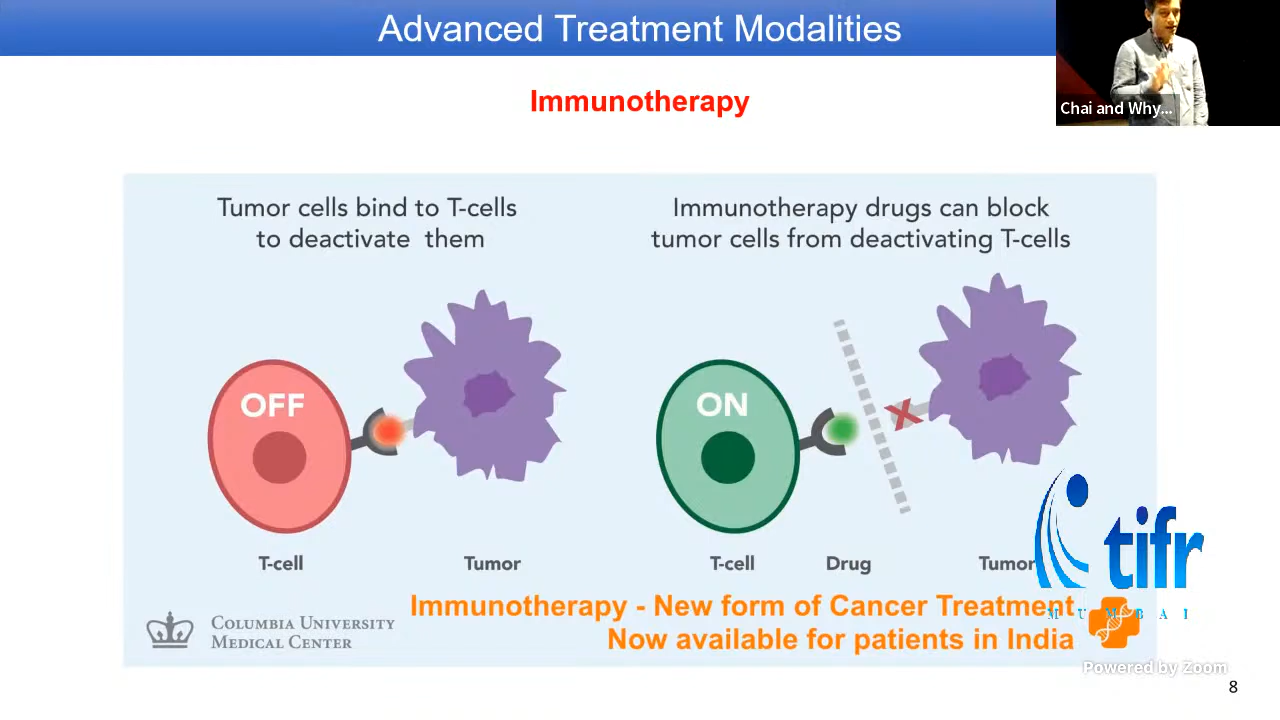 Advanced Treatment Modalities
Chai and Why...
Immunotherapy
Tumor cells bind to T-cells
to deactivate them
Immunotherapy drugs can block
tumor cells from deactivating T-cells
OFF
ON
X
T-cell
Tumor
T-cell
Drug
Tumor
tifr
MUMBAI
Immunotherapy - New form of Cancer Treatment
Now available for patients in India
COLUMBIA UNIVERSITY
MEDICAL CENTER
Powered by Zoom
8